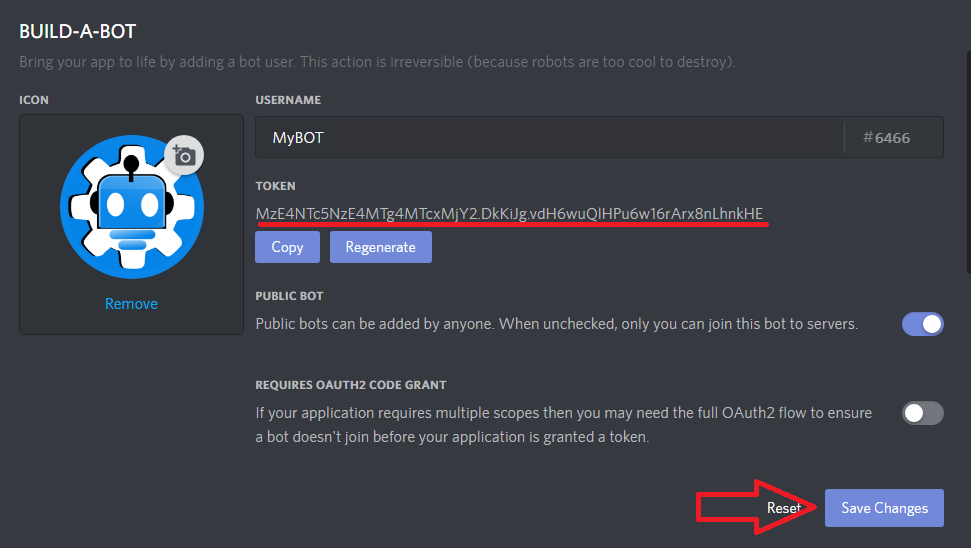 BUILD-A-BOT
Bring your app to life by adding a bot user. This action is irreversible (because robots are too cool to destroy).
ICON
USERNAME
MyBOT
#6466
TOKEN
MzE4NTc5NzE4MTg4MTcxMjY2.DkKiJg.vdH6wuQlHPu6w16rArx8nLhnkHE
Copy
Regenerate
Remove
PUBLIC BOT
Public bots can be added by anyone. When unchecked, only you can join this bot to servers.
REQUIRES OAUTH2 CODE GRANT
If your application requires multiple scopes then you may need the full OAuth2 flow to ensure
a bot doesn't join before your application is granted a token.
Reset
Save Changes